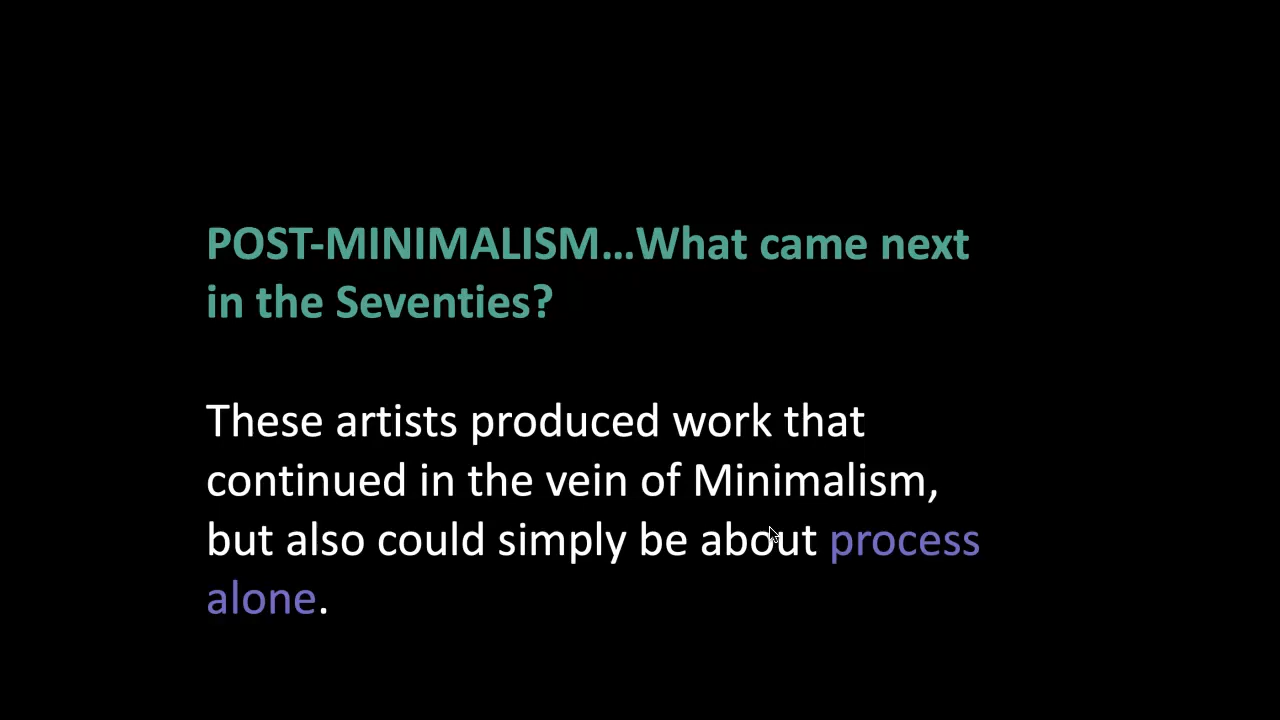 POST-MINIMALISM...What came next
in the Seventies?
These artists produced work that
continued in the vein of Minimalism,
but also could simply be about process
alone.